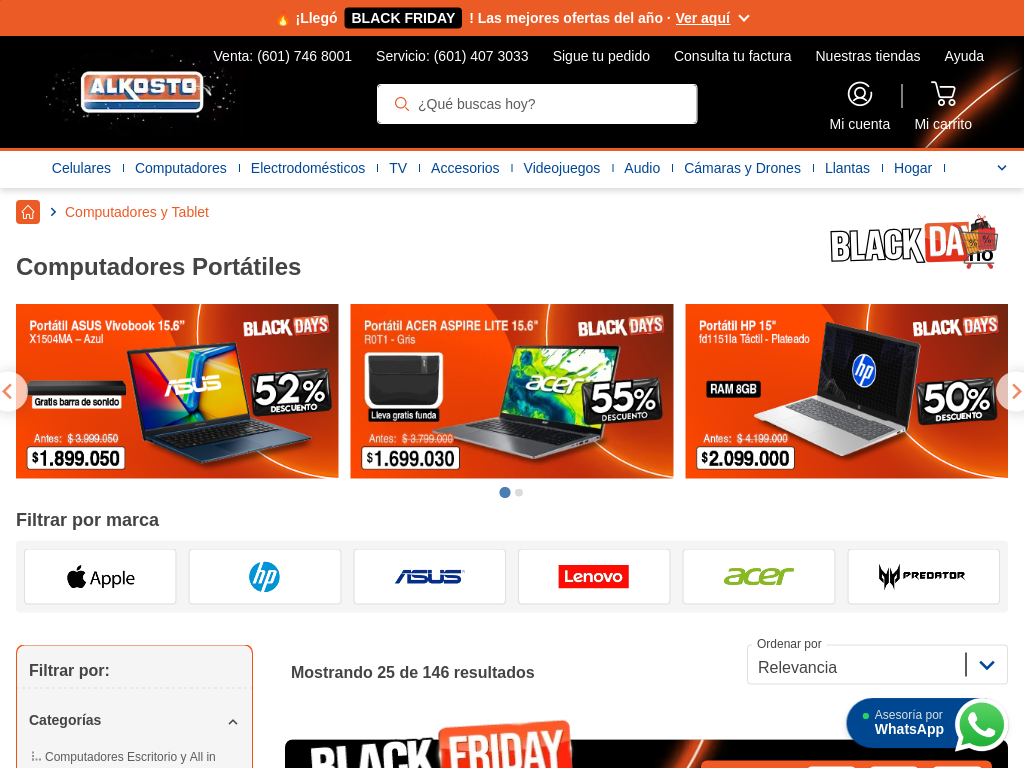 🔥 ¡Llegó BLACK FRIDAY ! Las mejores ofertas del año · Ver aquí
Venta: (601) 746 8001 Servicio: (601) 407 3033 Sigue tu pedido Consulta tu factura Nuestras tiendas Ayuda
ALKOSTO
¿Qué buscas hoy?
Mi cuenta Mi carrito
Celulares Computadores Electrodomésticos TV Accesorios Videojuegos Audio Cámaras y Drones Llantas Hogar
Computadores y Tablet
BLACK DAYS
Computadores Portátiles
Portátil ASUS Vivobook 15.6"
X1504MA – Azul
BLACK DAYS
ASUS
Gratis barra de sonido
52%
DESCUENTO
Antes: $ 3.999.050
$1.899.050
Portátil ACER ASPIRE LITE 15.6"
R0T1 - Gris
BLACK DAYS
acer
Lleva gratis funda
55%
DESCUENTO
Antes: $ 3.799.000
$1.699.030
Portátil HP 15"
fd1151la Táctil - Plateado
BLACK DAYS
hp
RAM 8GB
50%
DESCUENTO
Antes: $ 4.199.000
$2.099.000
Filtrar por marca
Apple hp ASUS Lenovo acer PREDATOR
Filtrar por:
Mostrando 25 de 146 resultados
Ordenar por
Relevancia
Categorías
Computadores Escritorio y All in
Asesoría por
WhatsApp
BLACK FRIDAY